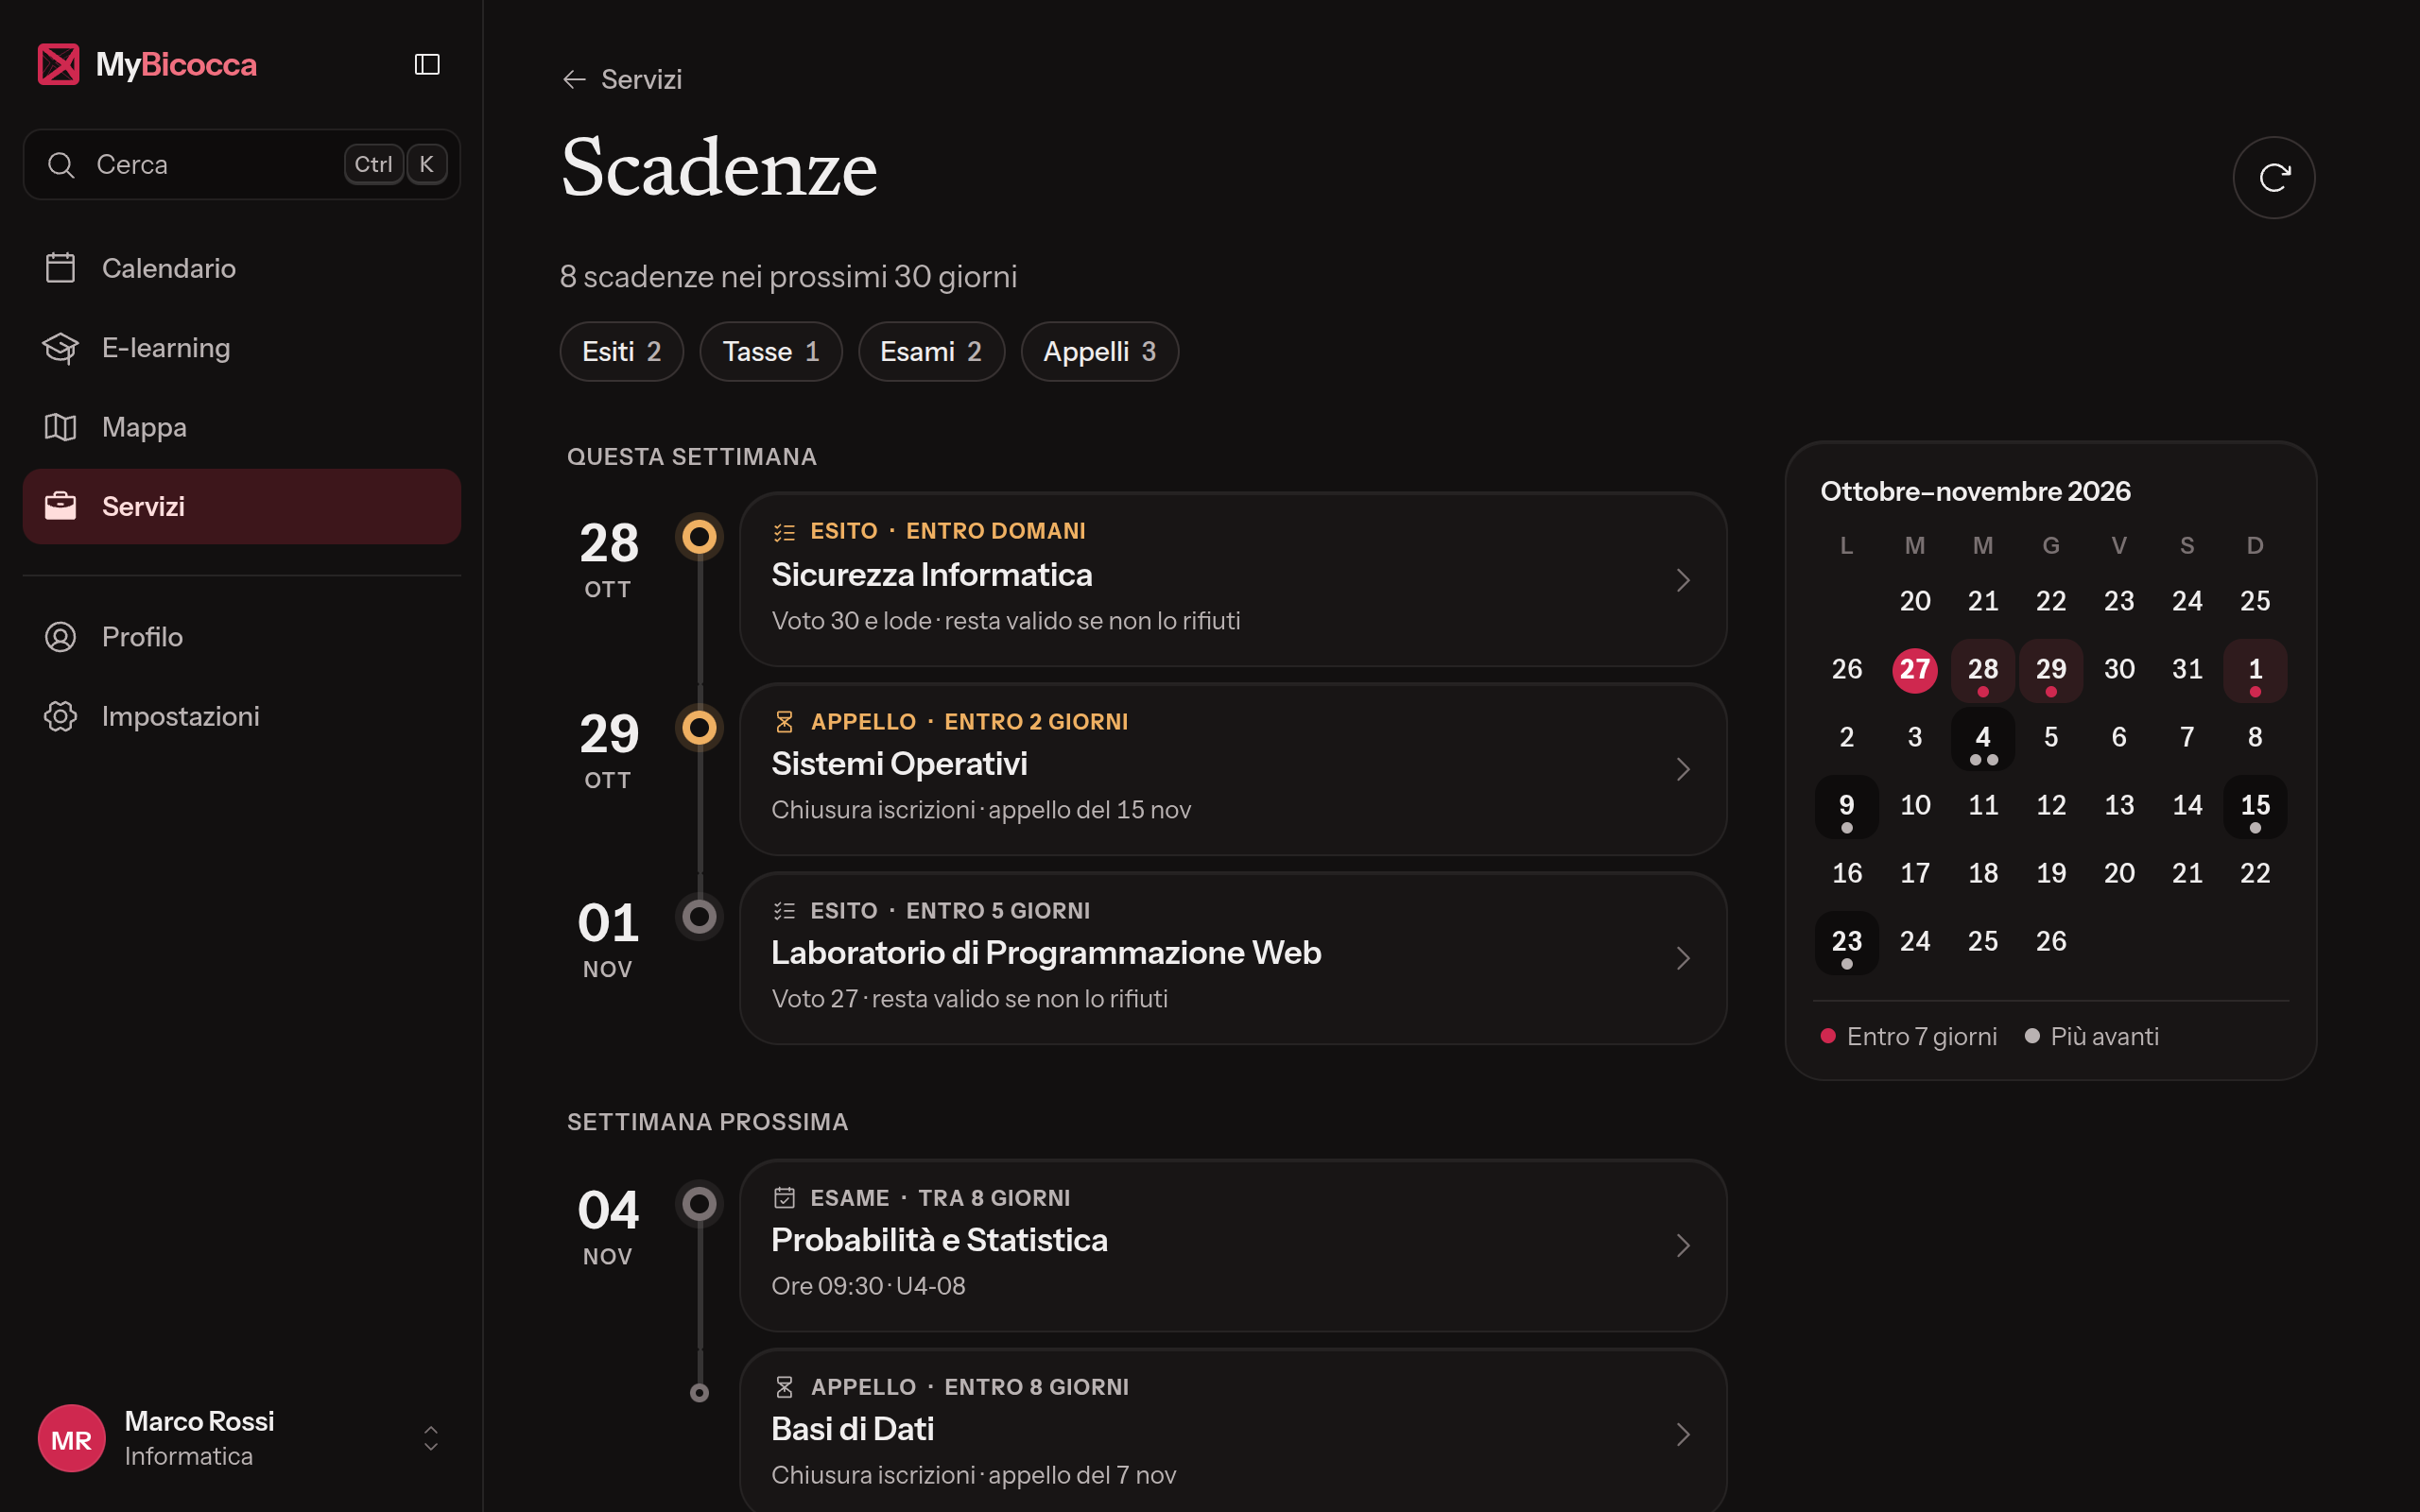 MyBicocca
Cerca Ctrl K
Calendario
E-learning
Mappa
Servizi
Profilo
Impostazioni
MR Marco Rossi
Informatica
Servizi
Scadenze
8 scadenze nei prossimi 30 giorni
Esiti 2 Tasse 1 Esami 2 Appelli 3
QUESTA SETTIMANA
28 OTT
ESITO · ENTRO DOMANI
Sicurezza Informatica
Voto 30 e lode · resta valido se non lo rifiuti
29 OTT
APPELLO · ENTRO 2 GIORNI
Sistemi Operativi
Chiusura iscrizioni · appello del 15 nov
01 NOV
ESITO · ENTRO 5 GIORNI
Laboratorio di Programmazione Web
Voto 27 · resta valido se non lo rifiuti
SETTIMANA PROSSIMA
04 NOV
ESAME · TRA 8 GIORNI
Probabilità e Statistica
Ore 09:30 · U4-08
APPELLO · ENTRO 8 GIORNI
Basi di Dati
Chiusura iscrizioni · appello del 7 nov
Ottobre–novembre 2026
L M M G V S D
20 21 22 23 24 25
26 27 28 29 30 31 1
2 3 4 5 6 7 8
9 10 11 12 13 14 15
16 17 18 19 20 21 22
23 24 25 26
Entro 7 giorni Più avanti